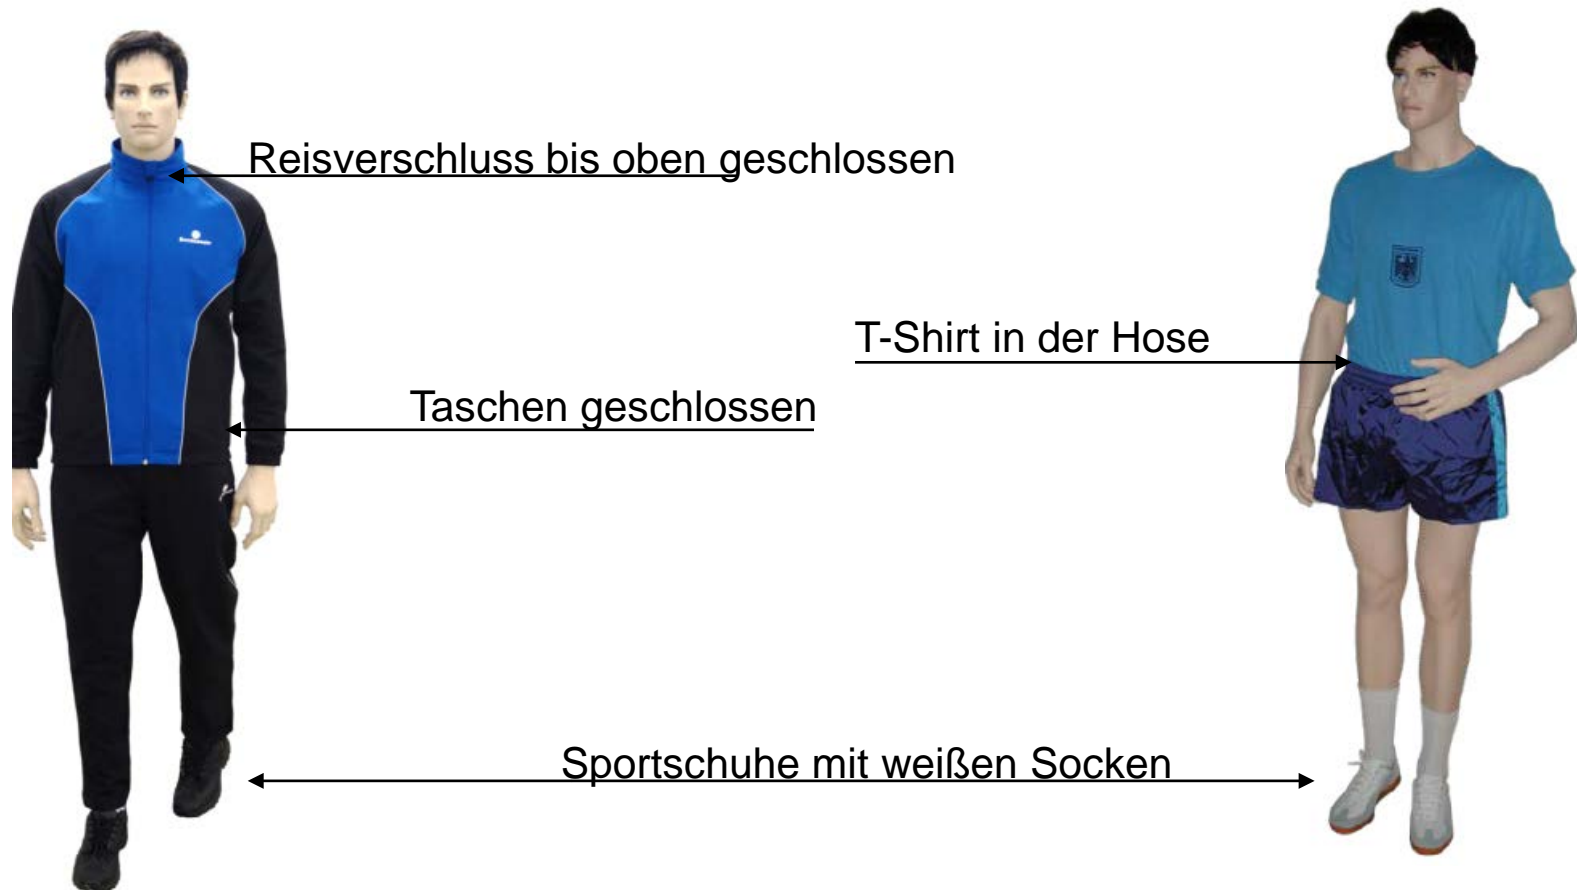 Reisverschluss bis oben geschlossen
T-Shirt in der Hose
Taschen geschlossen
Sportschuhe mit weißen Socken